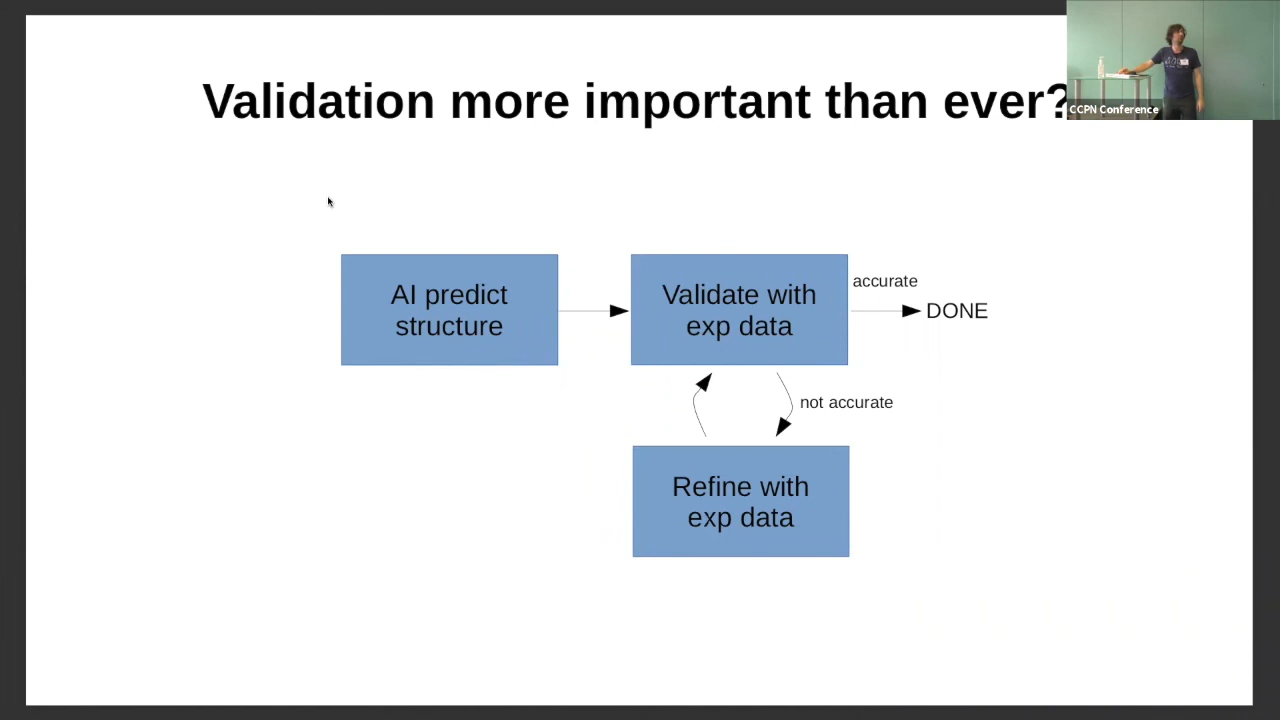 Validation more important than ever?
CCPN Conference
AI predict
structure
Validate with
exp data
accurate
DONE
not accurate
Refine with
exp data